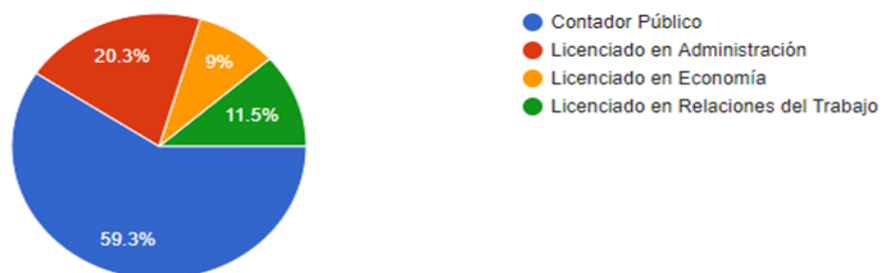 20.3%
9%
11.5%
59.3%
Contador Público
Licenciado en Administración
Licenciado en Economía
Licenciado en Relaciones del Trabajo